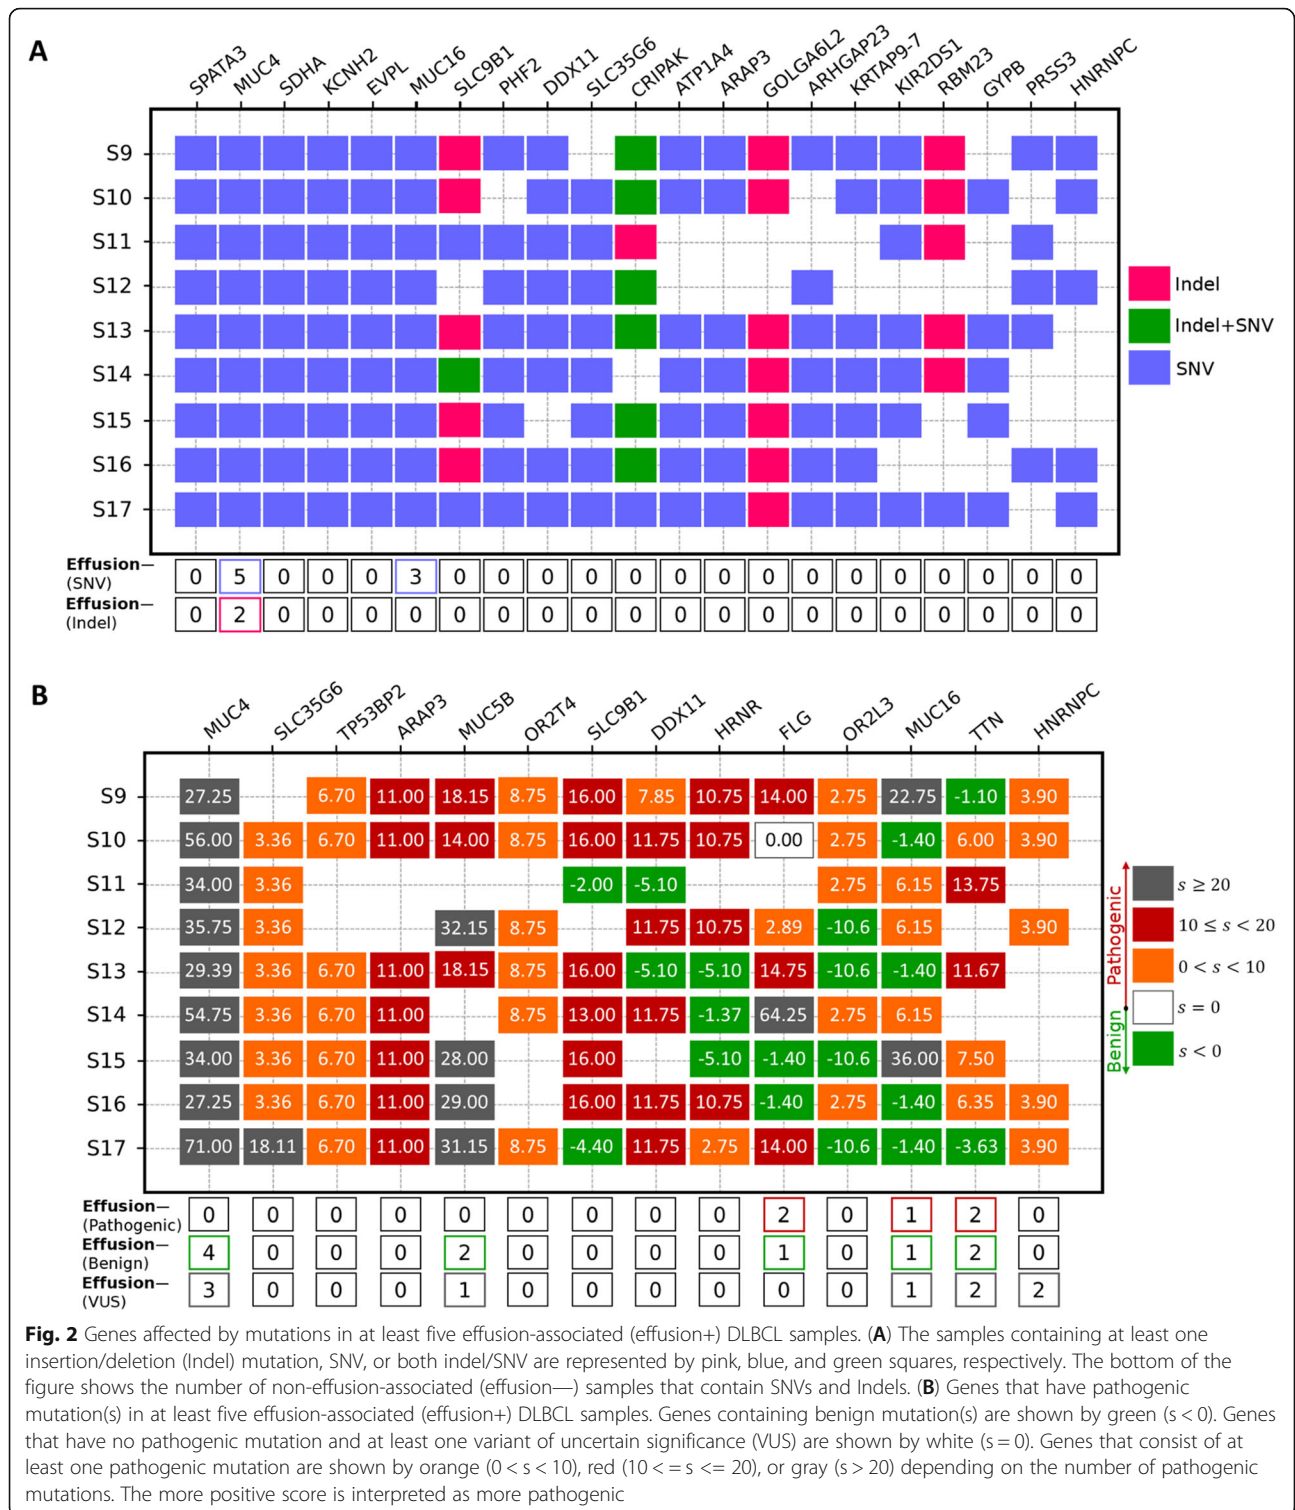 A
SPATA3 MUC4 SDHA KCNH2 EVPL MUC16 SLC9B1 PHF2 DDX11 SLC35G6 CRIPAK ATP1A4 ARAP3 GOLGA6L2 ARHGAP23 KRTAP9-7 KIR2DS1 RBM23 GYPB PRSS3 HNRNPC
S9
S10
S11
S12
S13
S14
S15
S16
S17
Indel
Indel+SNV
SNV
Effusion—
(SNV)
0 5 0 0 0 3 0 0 0 0 0 0 0 0 0 0 0 0 0 0 0
Effusion—
(Indel)
0 2 0 0 0 0 0 0 0 0 0 0 0 0 0 0 0 0 0 0 0
B
MUC4 SLC35G6 TP53BP2 ARAP3 MUC5B OR2T4 SLC9B1 DDX11 HRNR FLG OR2L3 MUC16 TTN HNRNPC
S9 27.25 6.70 11.00 18.15 8.75 16.00 7.85 10.75 14.00 2.75 22.75 -1.10 3.90
S10 56.00 3.36 6.70 11.00 14.00 8.75 16.00 11.75 10.75 0.00 2.75 -1.40 6.00 3.90
S11 34.00 3.36 -2.00 -5.10 2.75 6.15 13.75
S12 35.75 3.36 32.15 8.75 11.75 10.75 2.89 -10.6 6.15 3.90
S13 29.39 3.36 6.70 11.00 18.15 8.75 16.00 -5.10 -5.10 14.75 -10.6 -1.40 11.67
S14 54.75 3.36 6.70 11.00 8.75 13.00 11.75 -1.37 64.25 2.75 6.15
S15 34.00 3.36 6.70 11.00 28.00 16.00 -5.10 -1.40 -10.6 36.00 7.50
S16 27.25 3.36 6.70 11.00 29.00 16.00 11.75 10.75 -1.40 2.75 -1.40 6.35 3.90
S17 71.00 18.11 6.70 11.00 31.15 8.75 -4.40 11.75 2.75 14.00 -10.6 -1.40 -3.63 3.90
Pathogenic
Benign
s ≥ 20
10 ≤ s < 20
0 < s < 10
s = 0
s < 0
Effusion—
(Pathogenic)
0 0 0 0 0 0 0 0 0 2 0 1 2 0
Effusion—
(Benign)
4 0 0 0 2 0 0 0 0 1 0 1 2 0
Effusion—
(VUS)
3 0 0 0 1 0 0 0 0 0 0 1 2 2
Fig. 2 Genes affected by mutations in at least five effusion-associated (effusion+) DLBCL samples. (A) The samples containing at least one
insertion/deletion (Indel) mutation, SNV, or both indel/SNV are represented by pink, blue, and green squares, respectively. The bottom of the
figure shows the number of non-effusion-associated (effusion—) samples that contain SNVs and Indels. (B) Genes that have pathogenic
mutation(s) in at least five effusion-associated (effusion+) DLBCL samples. Genes containing benign mutation(s) are shown by green (s < 0). Genes
that have no pathogenic mutation and at least one variant of uncertain significance (VUS) are shown by white (s = 0). Genes that consist of at
least one pathogenic mutation are shown by orange (0 < s < 10), red (10 < = s <= 20), or gray (s > 20) depending on the number of pathogenic
mutations. The more positive score is interpreted as more pathogenic